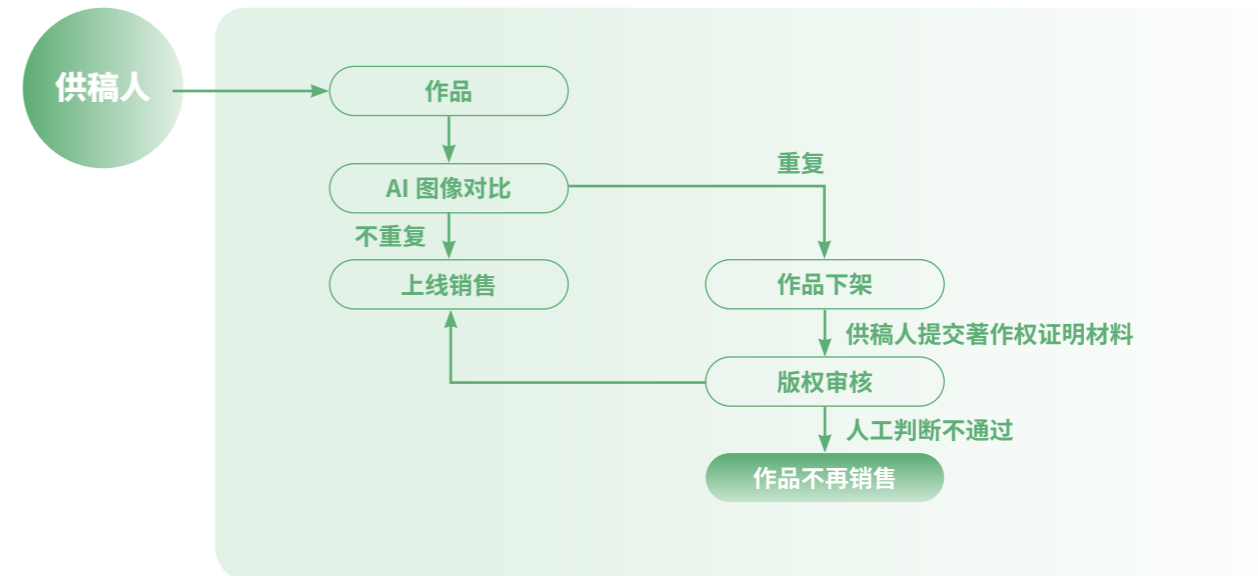 供稿人
作品
AI 图像对比
重复
不重复
上线销售
作品下架
供稿人提交著作权证明材料
版权审核
人工判断不通过
作品不再销售